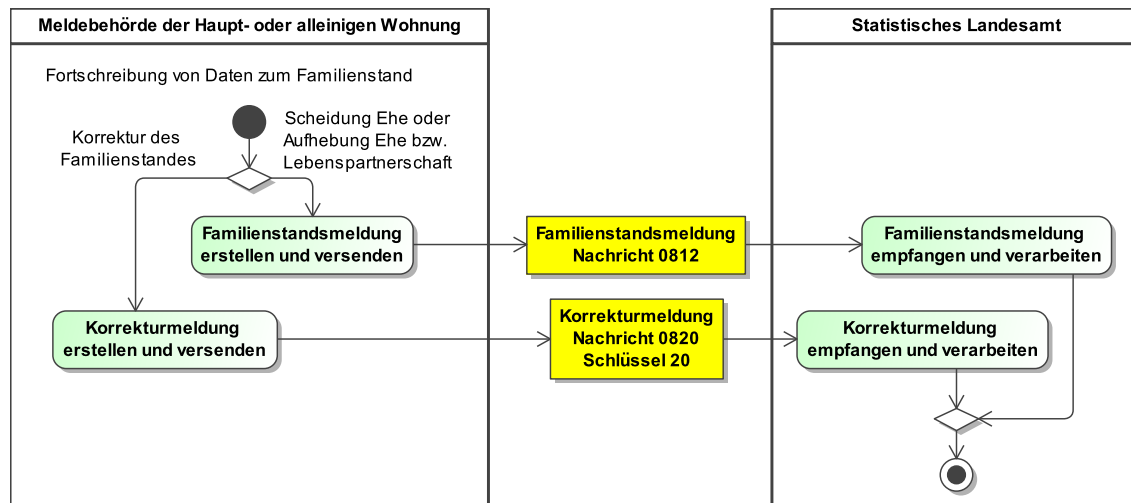 Meldebehörde der Haupt- oder alleinigen Wohnung
Statistisches Landesamt
Fortschreibung von Daten zum Familienstand
Korrektur des
Familienstandes
Scheidung Ehe oder
Aufhebung Ehe bzw.
Lebenspartnerschaft
Familienstandsmeldung
erstellen und versenden
Familienstandsmeldung
Nachricht 0812
Familienstandsmeldung
empfangen und verarbeiten
Korrekturmeldung
erstellen und versenden
Korrekturmeldung
Nachricht 0820
Schlüssel 20
Korrekturmeldung
empfangen und verarbeiten